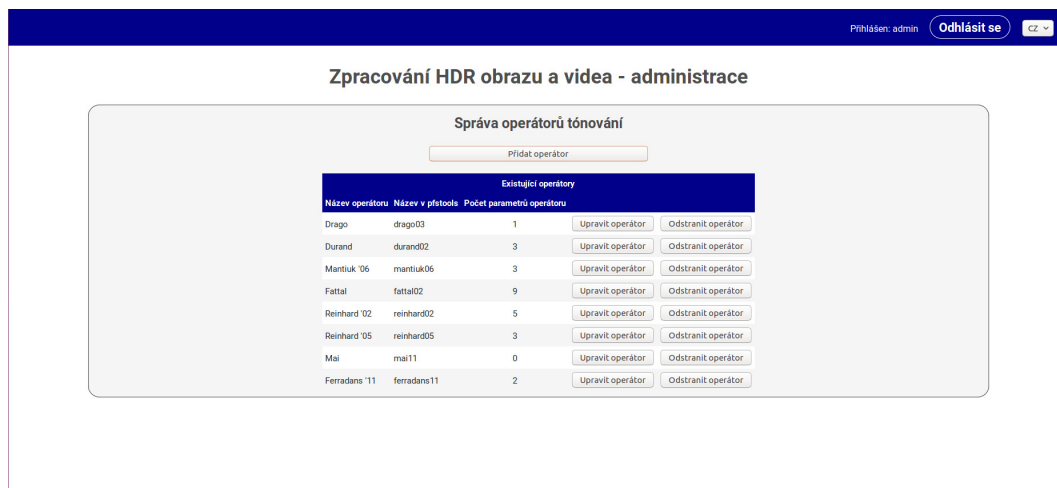 Přihlášen: admin Odhlásit se CZ
Zpracování HDR obrazu a videa - administrace
Správa operátorů tónování
Přidat operátor
Existující operátory
Název operátoru Název v pfstools Počet parametrů operátoru
Drago drago03 1 Upravit operátor Odstranit operátor
Durand durand02 3 Upravit operátor Odstranit operátor
Mantiuk '06 mantiuk06 3 Upravit operátor Odstranit operátor
Fattal fattal02 9 Upravit operátor Odstranit operátor
Reinhard '02 reinhard02 5 Upravit operátor Odstranit operátor
Reinhard '05 reinhard05 3 Upravit operátor Odstranit operátor
Mai mai11 0 Upravit operátor Odstranit operátor
Ferradans '11 ferradans11 2 Upravit operátor Odstranit operátor